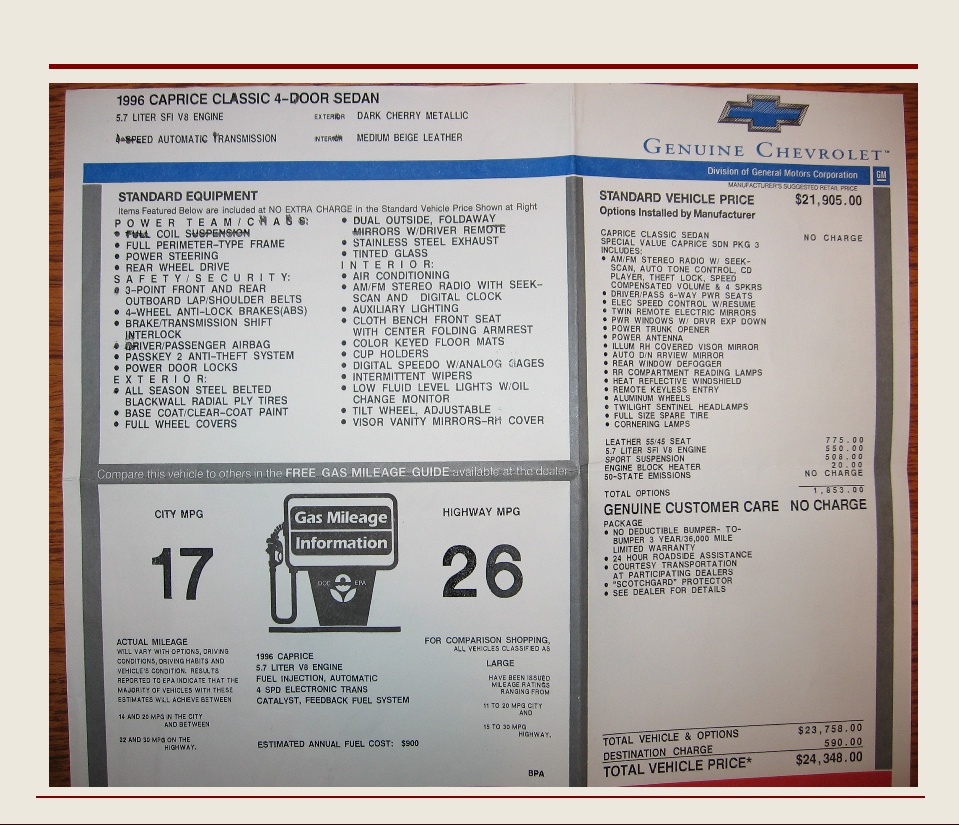 1996 CAPRICE CLASSIC 4-DOOR SEDAN
5.7 LITER SFI V8 ENGINE
EXTERIOR DARK CHERRY METALLIC
4-SPEED AUTOMATIC TRANSMISSION
INTERIOR MEDIUM BEIGE LEATHER
GENUINE CHEVROLET™
Division of General Motors Corporation
GM
STANDARD EQUIPMENT
Items Featured Below are included at NO EXTRA CHARGE in the Standard Vehicle Price Shown at Right
POWER TEAM/CHASS:
• FULL COIL SUSPENSION
• FULL PERIMETER-TYPE FRAME
• POWER STEERING
• REAR WHEEL DRIVE
SAFETY/SECURITY:
• 3-POINT FRONT AND REAR
OUTBOARD LAP/SHOULDER BELTS
• 4-WHEEL ANTI-LOCK BRAKES(ABS)
• BRAKE/TRANSMISSION SHIFT
INTERLOCK
• DRIVER/PASSENGER AIRBAG
• PASSKEY 2 ANTI-THEFT SYSTEM
• POWER DOOR LOCKS
EXTERIOR:
• ALL SEASON STEEL BELTED
BLACKWALL RADIAL PLY TIRES
• BASE COAT/CLEAR-COAT PAINT
• FULL WHEEL COVERS
• DUAL OUTSIDE, FOLDAWAY
MIRRORS W/DRIVER REMOTE
• STAINLESS STEEL EXHAUST
• TINTED GLASS
INTERIOR:
• AIR CONDITIONING
• AM/FM STEREO RADIO WITH SEEK-
SCAN AND DIGITAL CLOCK
• AUXILIARY LIGHTING
• CLOTH BENCH FRONT SEAT
WITH CENTER FOLDING ARMREST
• COLOR KEYED FLOOR MATS
• CUP HOLDERS
• DIGITAL SPEEDO W/ANALOG GAGES
• INTERMITTENT WIPERS
• LOW FLUID LEVEL LIGHTS W/OIL
CHANGE MONITOR
• TILT WHEEL, ADJUSTABLE
• VISOR VANITY MIRRORS-RH COVER
MANUFACTURER'S SUGGESTED RETAIL PRICE
STANDARD VEHICLE PRICE $21,905.00
Options Installed by Manufacturer
CAPRICE CLASSIC SEDAN NO CHARGE
SPECIAL VALUE CAPRICE SDN PKG 3
INCLUDES:
• AM/FM STEREO RADIO W/ SEEK-
SCAN, AUTO TONE CONTROL, CD
PLAYER, THEFT LOCK, SPEED
COMPENSATED VOLUME & 4 SPKRS
• DRIVER/PASS 6-WAY PWR SEATS
• ELEC SPEED CONTROL W/RESUME
• TWIN REMOTE ELECTRIC MIRRORS
• PWR WINDOWS W/ DRVR EXP DOWN
• POWER TRUNK OPENER
• POWER ANTENNA
• ILLUM RH COVERED VISOR MIRROR
• AUTO D/N RRVIEW MIRROR
• REAR WINDOW DEFOGGER
• RR COMPARTMENT READING LAMPS
• HEAT REFLECTIVE WINDSHIELD
• REMOTE KEYLESS ENTRY
• ALUMINUM WHEELS
• TWILIGHT SENTINEL HEADLAMPS
• FULL SIZE SPARE TIRE
• CORNERING LAMPS
LEATHER 55/45 SEAT 775.00
5.7 LITER SFI V8 ENGINE 550.00
SPORT SUSPENSION 508.00
ENGINE BLOCK HEATER 20.00
50-STATE EMISSIONS NO CHARGE
TOTAL OPTIONS 1,853.00
GENUINE CUSTOMER CARE NO CHARGE
PACKAGE
• NO DEDUCTIBLE BUMPER- TO-
BUMPER 3 YEAR/36,000 MILE
LIMITED WARRANTY
• 24 HOUR ROADSIDE ASSISTANCE
• COURTESY TRANSPORTATION
AT PARTICIPATING DEALERS
• "SCOTCHGARD" PROTECTOR
• SEE DEALER FOR DETAILS
TOTAL VEHICLE & OPTIONS $23,758.00
DESTINATION CHARGE 590.00
TOTAL VEHICLE PRICE* $24,348.00
Compare this vehicle to others in the FREE GAS MILEAGE GUIDE available at the dealer
CITY MPG
17
Gas Mileage
Information
DOE EPA
HIGHWAY MPG
26
ACTUAL MILEAGE
WILL VARY WITH OPTIONS, DRIVING
CONDITIONS, DRIVING HABITS AND
VEHICLE'S CONDITION. RESULTS
REPORTED TO EPA INDICATE THAT THE
MAJORITY OF VEHICLES WITH THESE
ESTIMATES WILL ACHIEVE BETWEEN
14 AND 20 MPG IN THE CITY
AND BETWEEN
22 AND 30 MPG ON THE
HIGHWAY.
1996 CAPRICE
5.7 LITER V8 ENGINE
FUEL INJECTION, AUTOMATIC
4 SPD ELECTRONIC TRANS
CATALYST, FEEDBACK FUEL SYSTEM
ESTIMATED ANNUAL FUEL COST: $900
FOR COMPARISON SHOPPING,
ALL VEHICLES CLASSIFIED AS
LARGE
HAVE BEEN ISSUED
MILEAGE RATINGS
RANGING FROM
11 TO 20 MPG CITY
AND
15 TO 30 MPG
HIGHWAY.
BPA